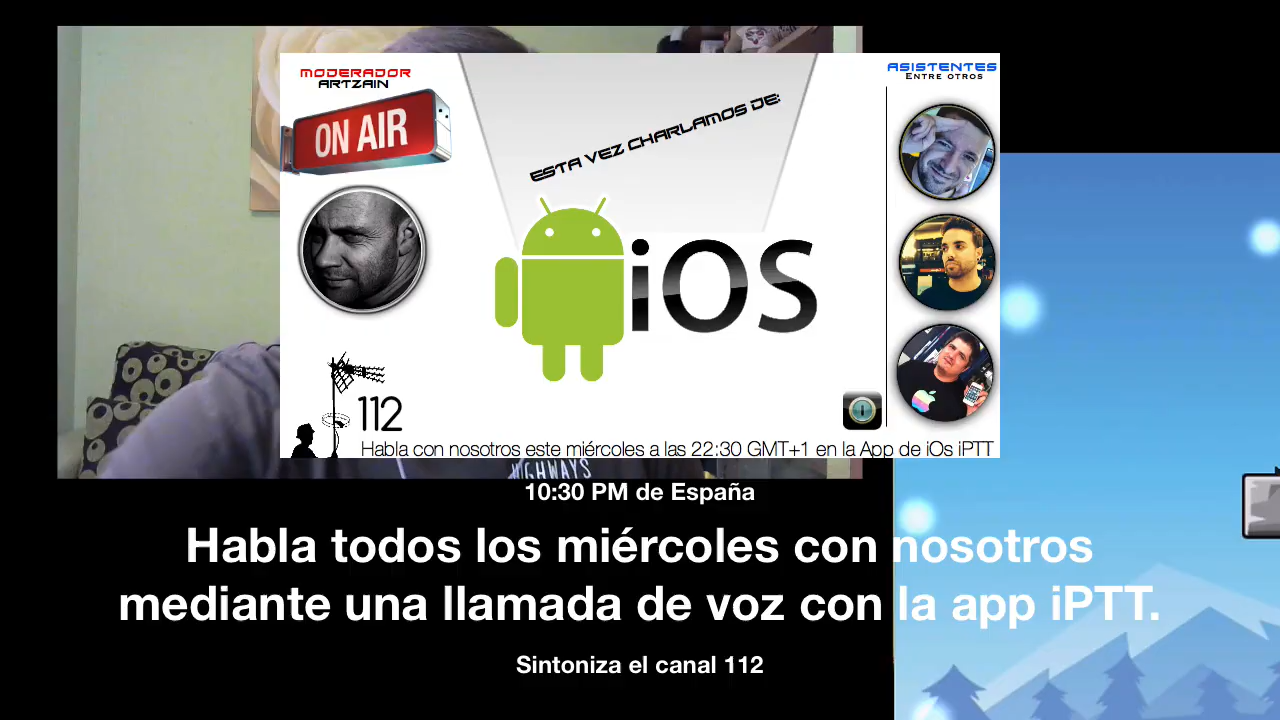 MODERADOR
ARTZAIN
ASISTENTES
ENTRE OTROS
ON AIR
ESTA VEZ CHARLAMOS DE:
iOS
112
Habla con nosotros este miércoles a las 22:30 GMT+1 en la App de iOs iPTT
HIGHWAYS
10:30 PM de España
Habla todos los miércoles con nosotros
mediante una llamada de voz con la app iPTT.
Sintoniza el canal 112